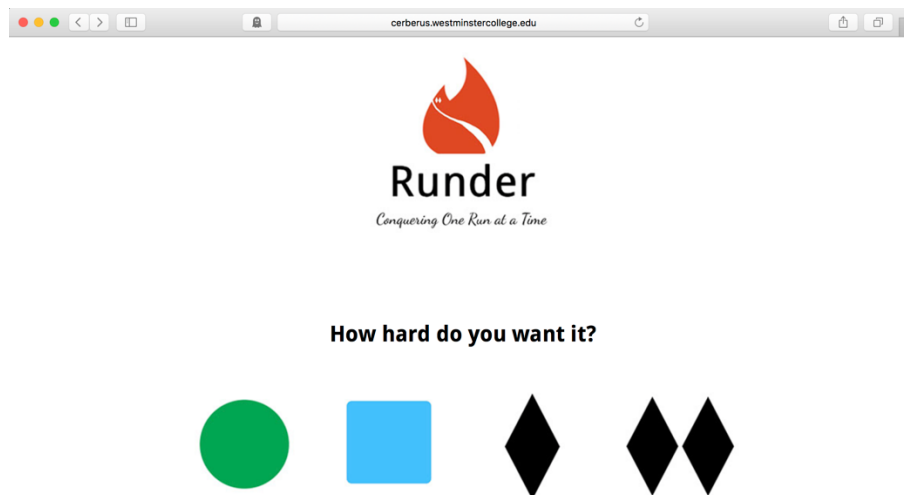 cerberus.westminstercollege.edu
Runder
Conquering One Run at a Time
How hard do you want it?